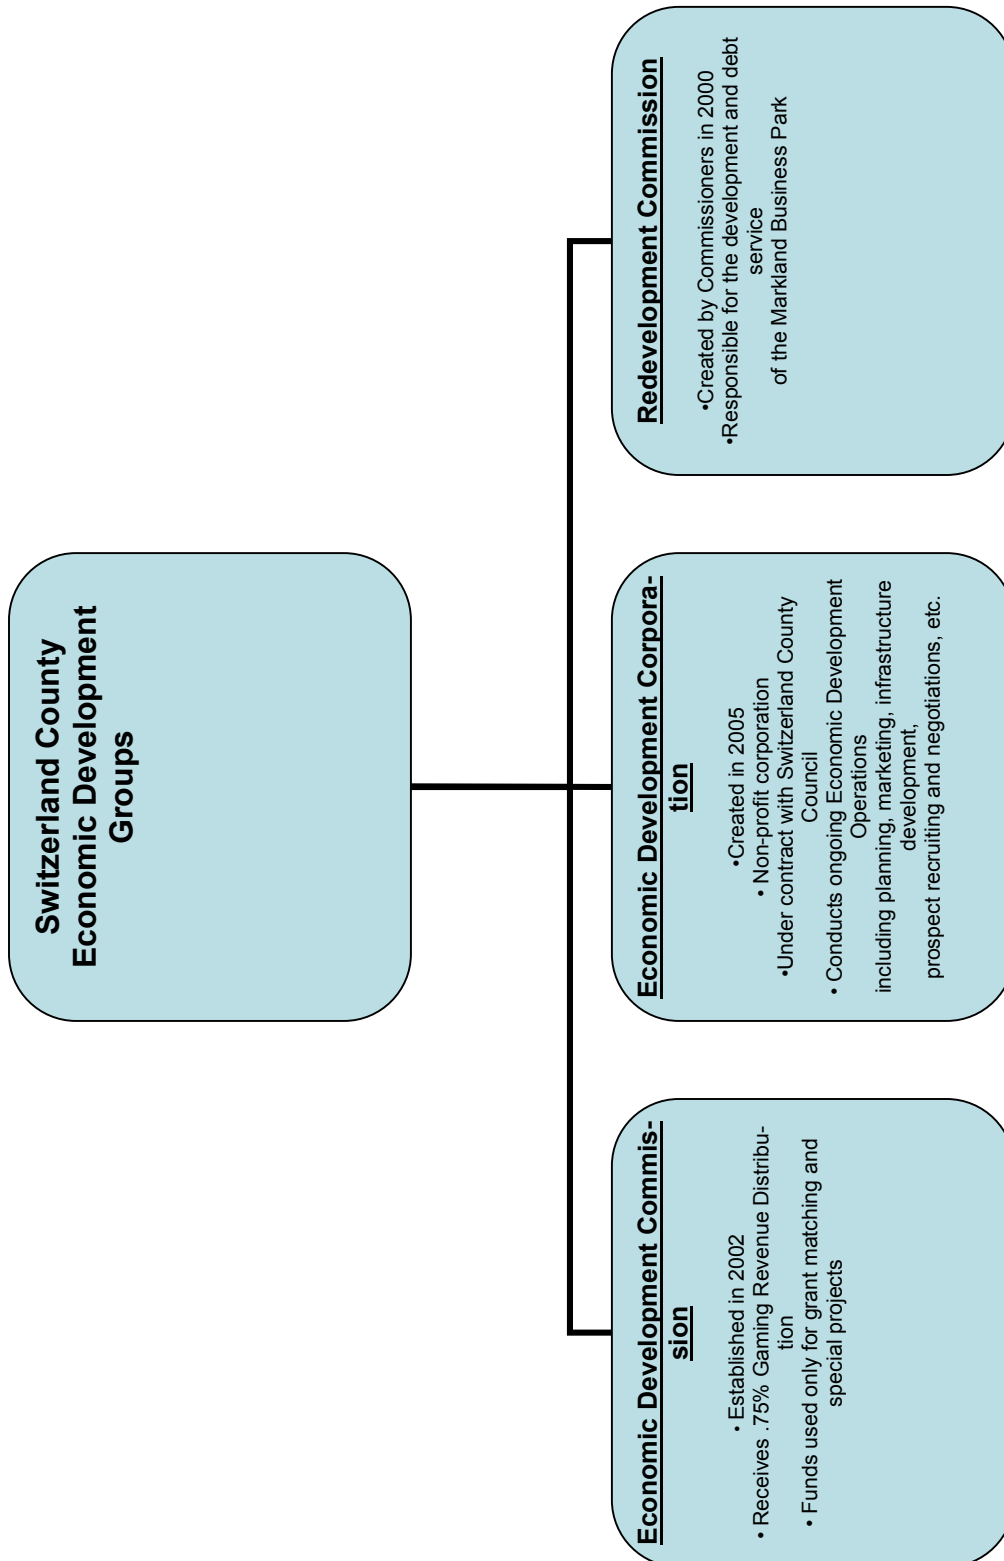 Switzerland County
Economic Development
Groups
Economic Development Commis-
sion
• Established in 2002
• Receives .75% Gaming Revenue Distribu-
tion
• Funds used only for grant matching and
special projects
Economic Development Corpora-
tion
•Created in 2005
• Non-profit corporation
•Under contract with Switzerland County
Council
• Conducts ongoing Economic Development
Operations
including planning, marketing, infrastructure
development,
prospect recruiting and negotiations, etc.
Redevelopment Commission
•Created by Commissioners in 2000
•Responsible for the development and debt
service
of the Markland Business Park